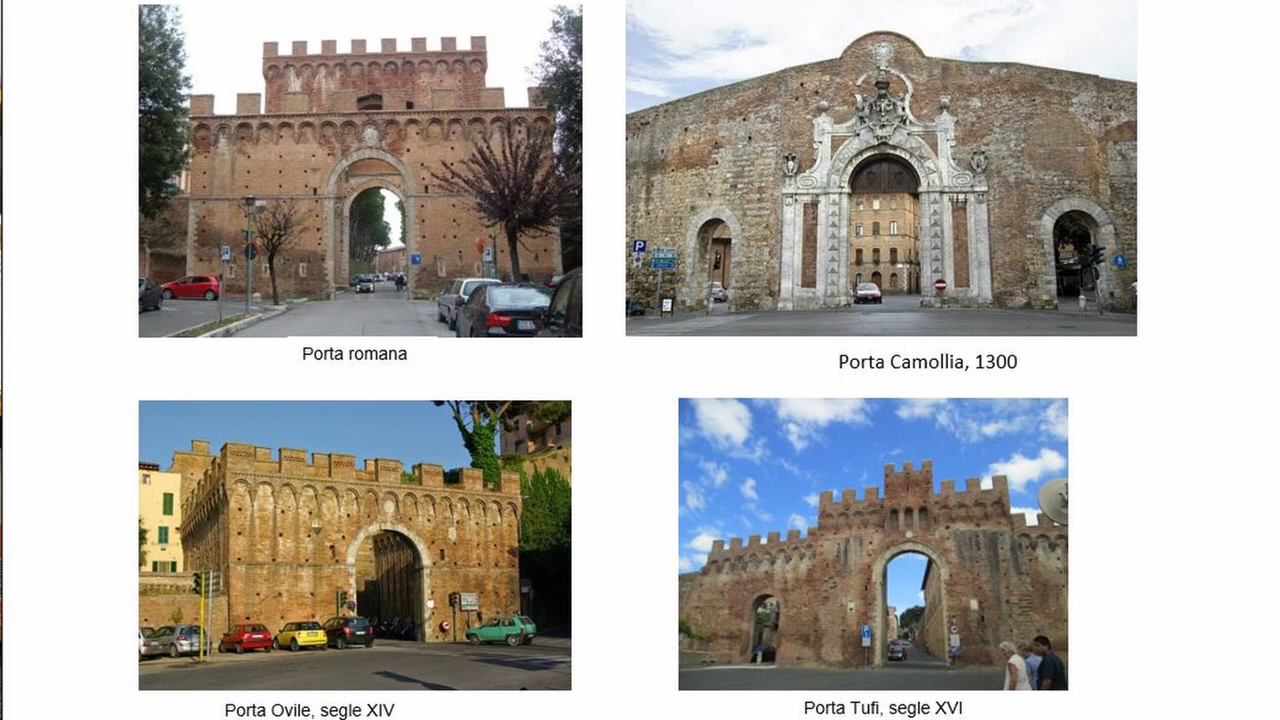 Porta romana
Porta Camollia, 1300
P
Porta Ovile, segle XIV
Porta Tufi, segle XVI